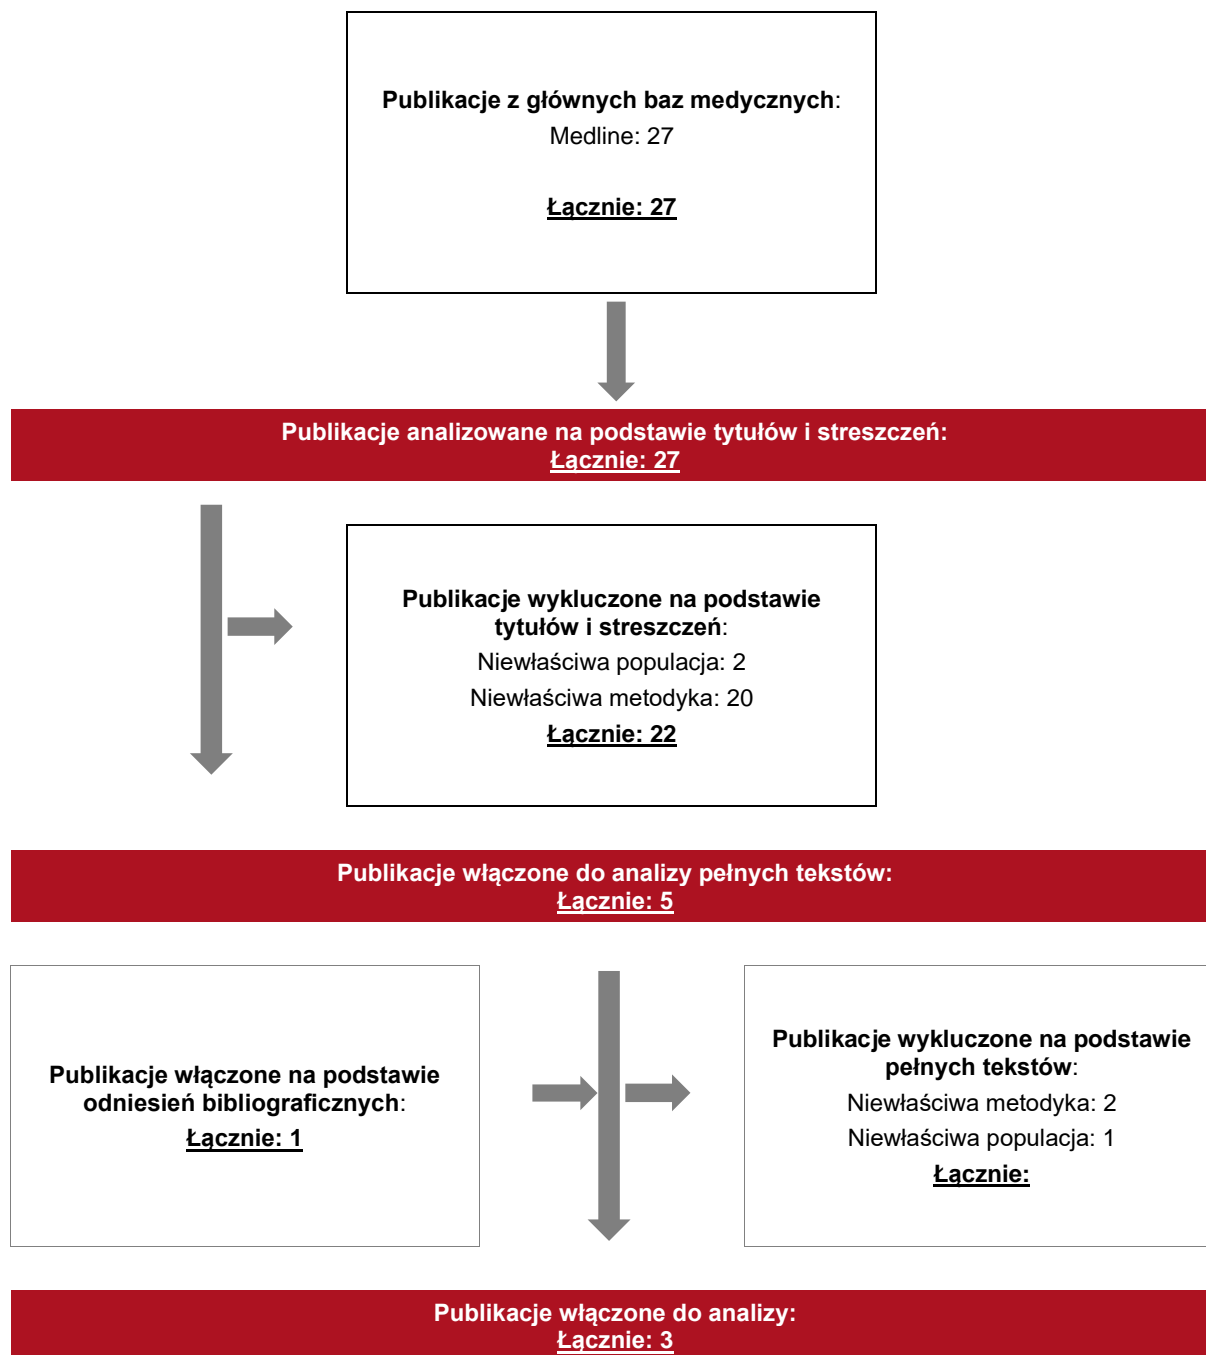 Publikacje z głównych baz medycznych:
Medline: 27
Łącznie: 27
Publikacje analizowane na podstawie tytułów i streszczeń:
Łącznie: 27
Publikacje wykluczone na podstawie
tytułów i streszczeń:
Niewłaściwa populacja: 2
Niewłaściwa metodyka: 20
Łącznie: 22
Publikacje włączone do analizy pełnych tekstów:
Łącznie: 5
Publikacje włączone na podstawie
odniesień bibliograficznych:
Łącznie: 1
Publikacje wykluczone na podstawie
pełnych tekstów:
Niewłaściwa metodyka: 2
Niewłaściwa populacja: 1
Łącznie:
Publikacje włączone do analizy:
Łącznie: 3